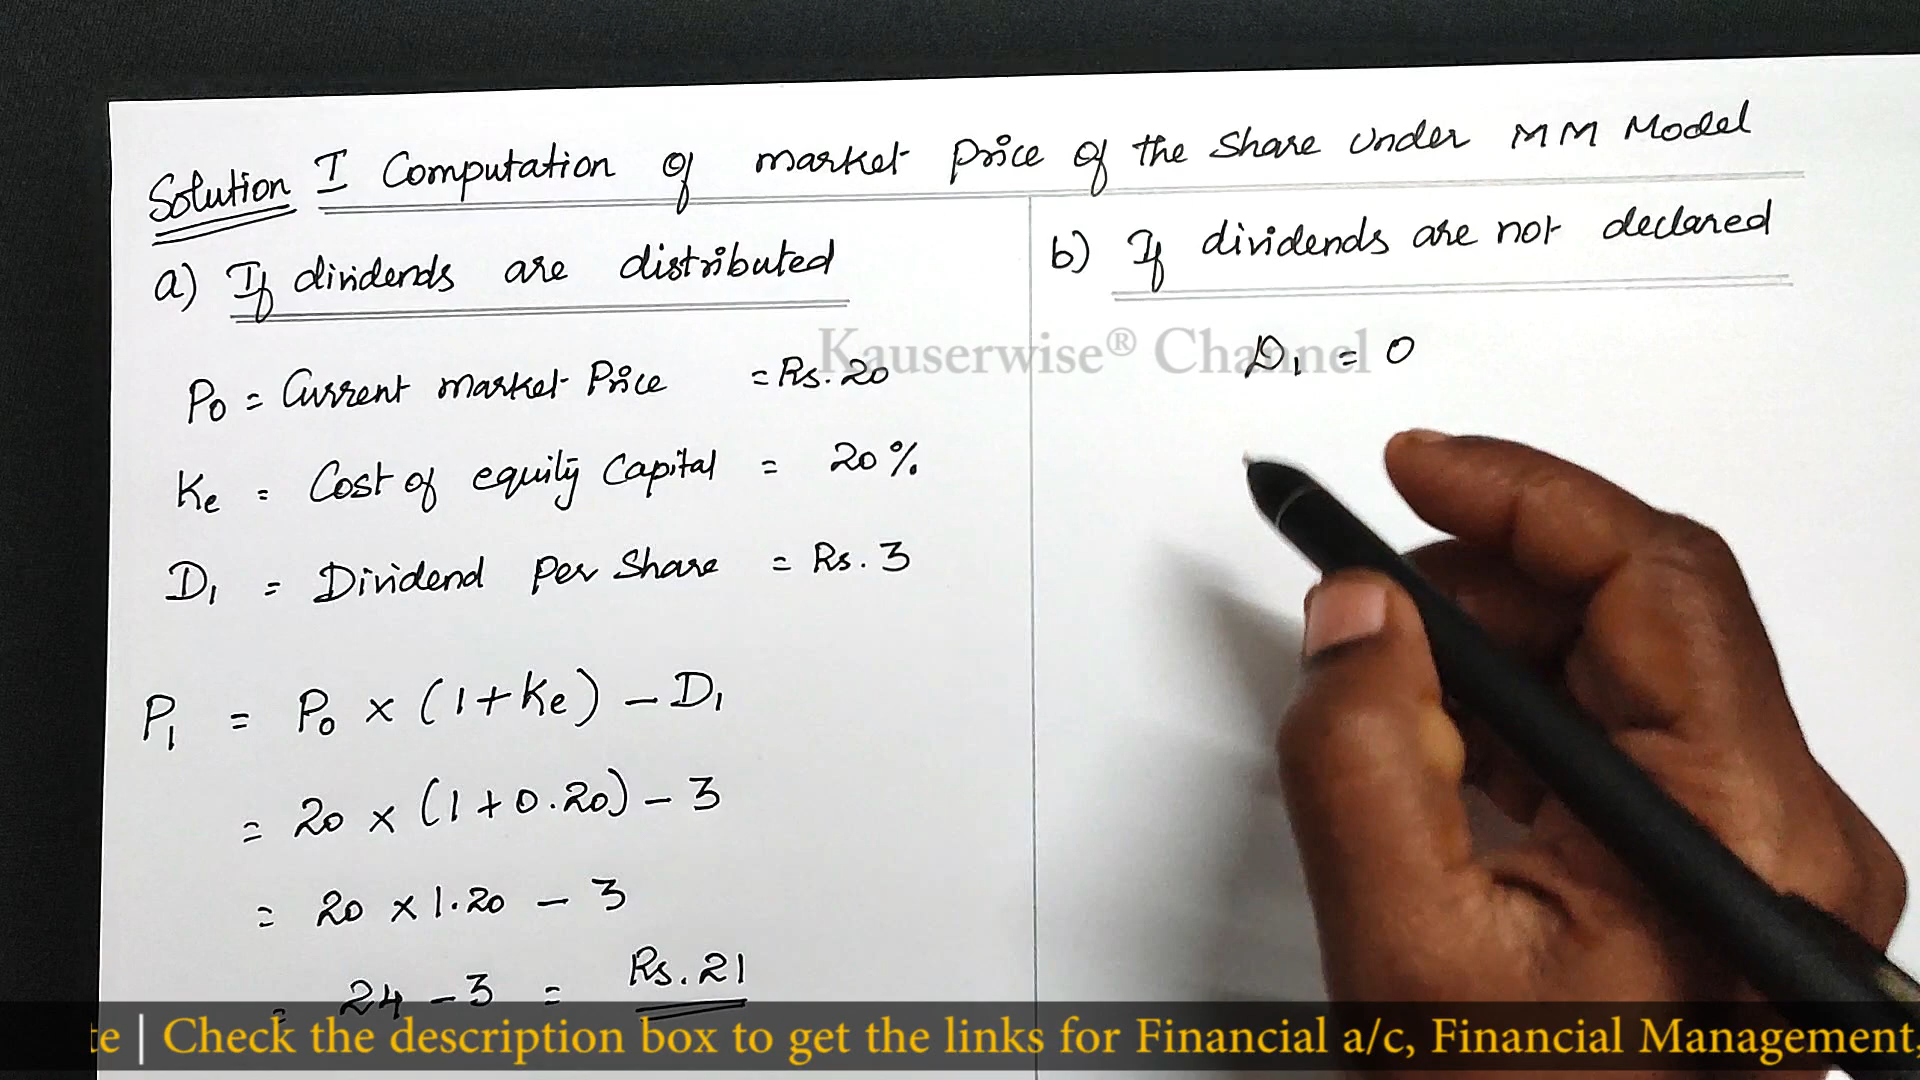 Solution I Computation of market price of the Share under MM Model
a) If dividends are distributed
P0 = Current market Price = Rs. 20
Ke = Cost of equity Capital = 20%
D1 = Dividend Per Share = Rs. 3
P1 = P0 × (1+Ke) – D1
= 20 × (1+0.20) – 3
= 20 × 1.20 – 3
= 24 – 3 = Rs. 21
b) If dividends are not declared
D1 = 0
Kauserwise® Channel
te | Check the description box to get the links for Financial a/c, Financial Management,